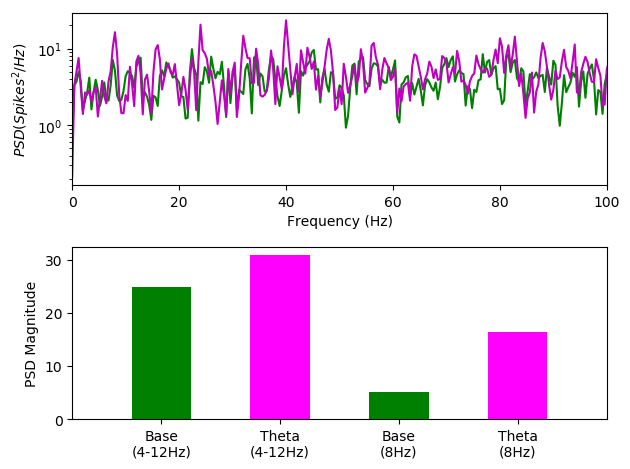 10¹
10⁰
PSD(Spikes²/Hz)
0 20 40 60 80 100
Frequency (Hz)
30
20
10
0
PSD Magnitude
Base Theta Base Theta
(4-12Hz) (4-12Hz) (8Hz) (8Hz)